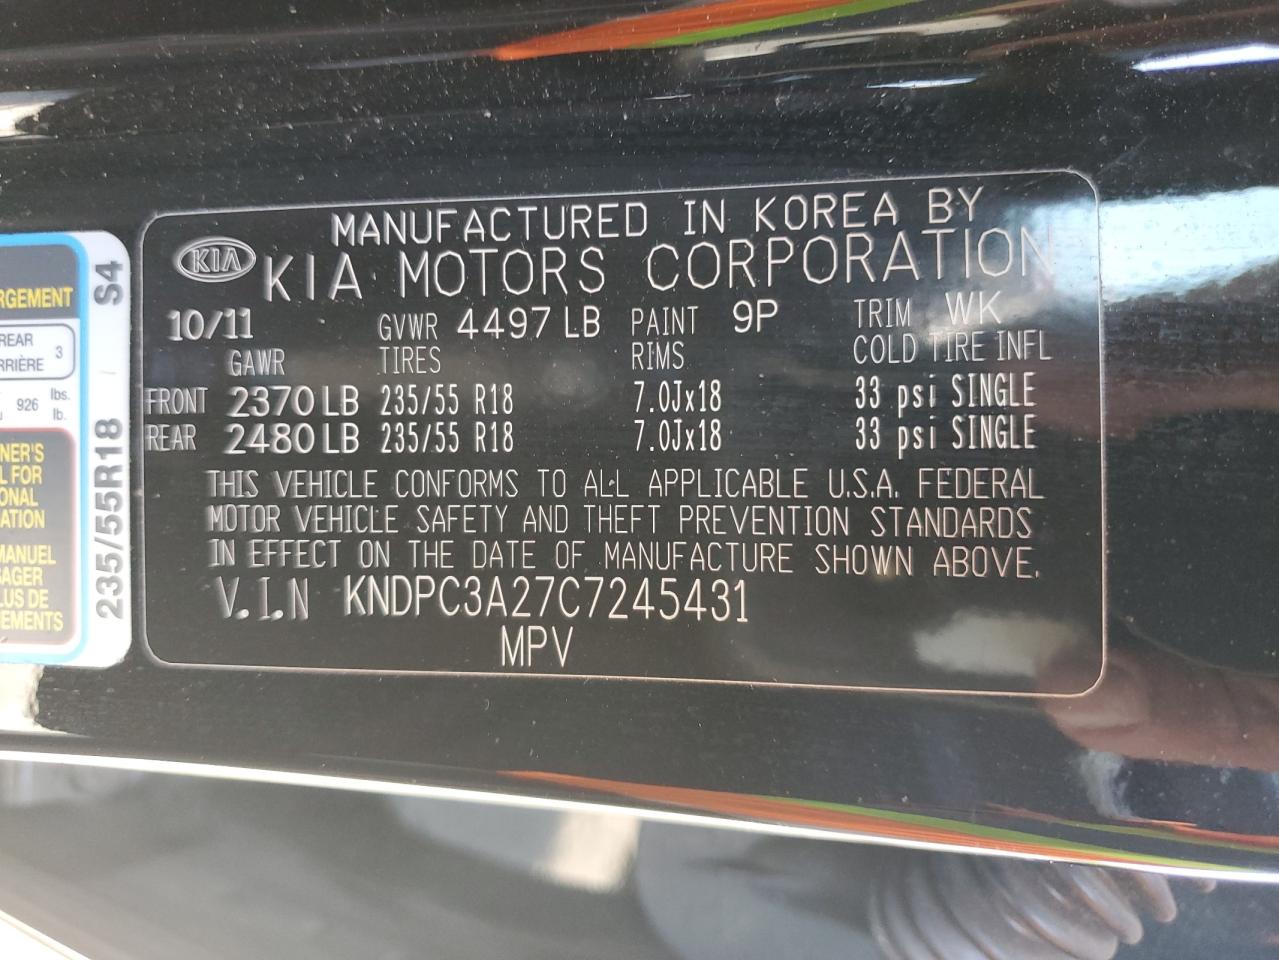 MANUFACTURED IN KOREA BY
KIA KIA MOTORS CORPORATION
10/11 GVWR 4497 LB PAINT 9P TRIM WK
GAWR TIRES RIMS COLD TIRE INFL
FRONT 2370 LB 235/55 R18 7.0Jx18 33 psi SINGLE
REAR 2480 LB 235/55 R18 7.0Jx18 33 psi SINGLE
THIS VEHICLE CONFORMS TO ALL APPLICABLE U.S.A. FEDERAL
MOTOR VEHICLE SAFETY AND THEFT PREVENTION STANDARDS
IN EFFECT ON THE DATE OF MANUFACTURE SHOWN ABOVE.
V.I.N KNDPC3A27C7245431
MPV
RGEMENT
REAR
RRIÈRE 3
926 lbs.
lb.
NER'S
L FOR
ONAL
ATION
MANUEL
SAGER
LUS DE
EMENTS
235/55R18 S4